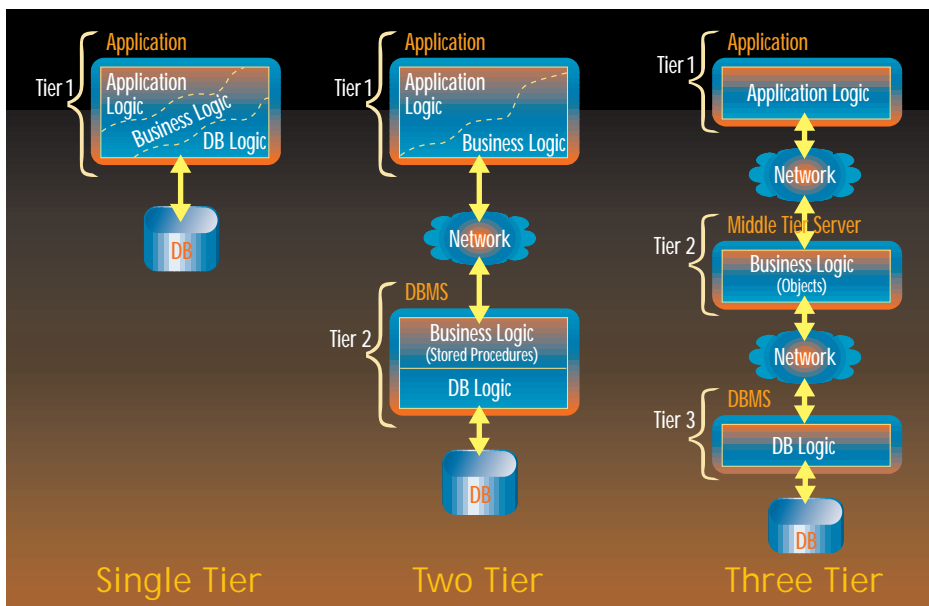 Application
Tier 1
Application
Logic
Business Logic
DB Logic
DB
Single Tier
Application
Tier 1
Application
Logic
Business Logic
Network
DBMS
Tier 2
Business Logic
(Stored Procedures)
DB Logic
DB
Two Tier
Application
Tier 1
Application Logic
Network
Middle Tier Server
Tier 2
Business Logic
(Objects)
Network
DBMS
Tier 3
DB Logic
DB
Three Tier